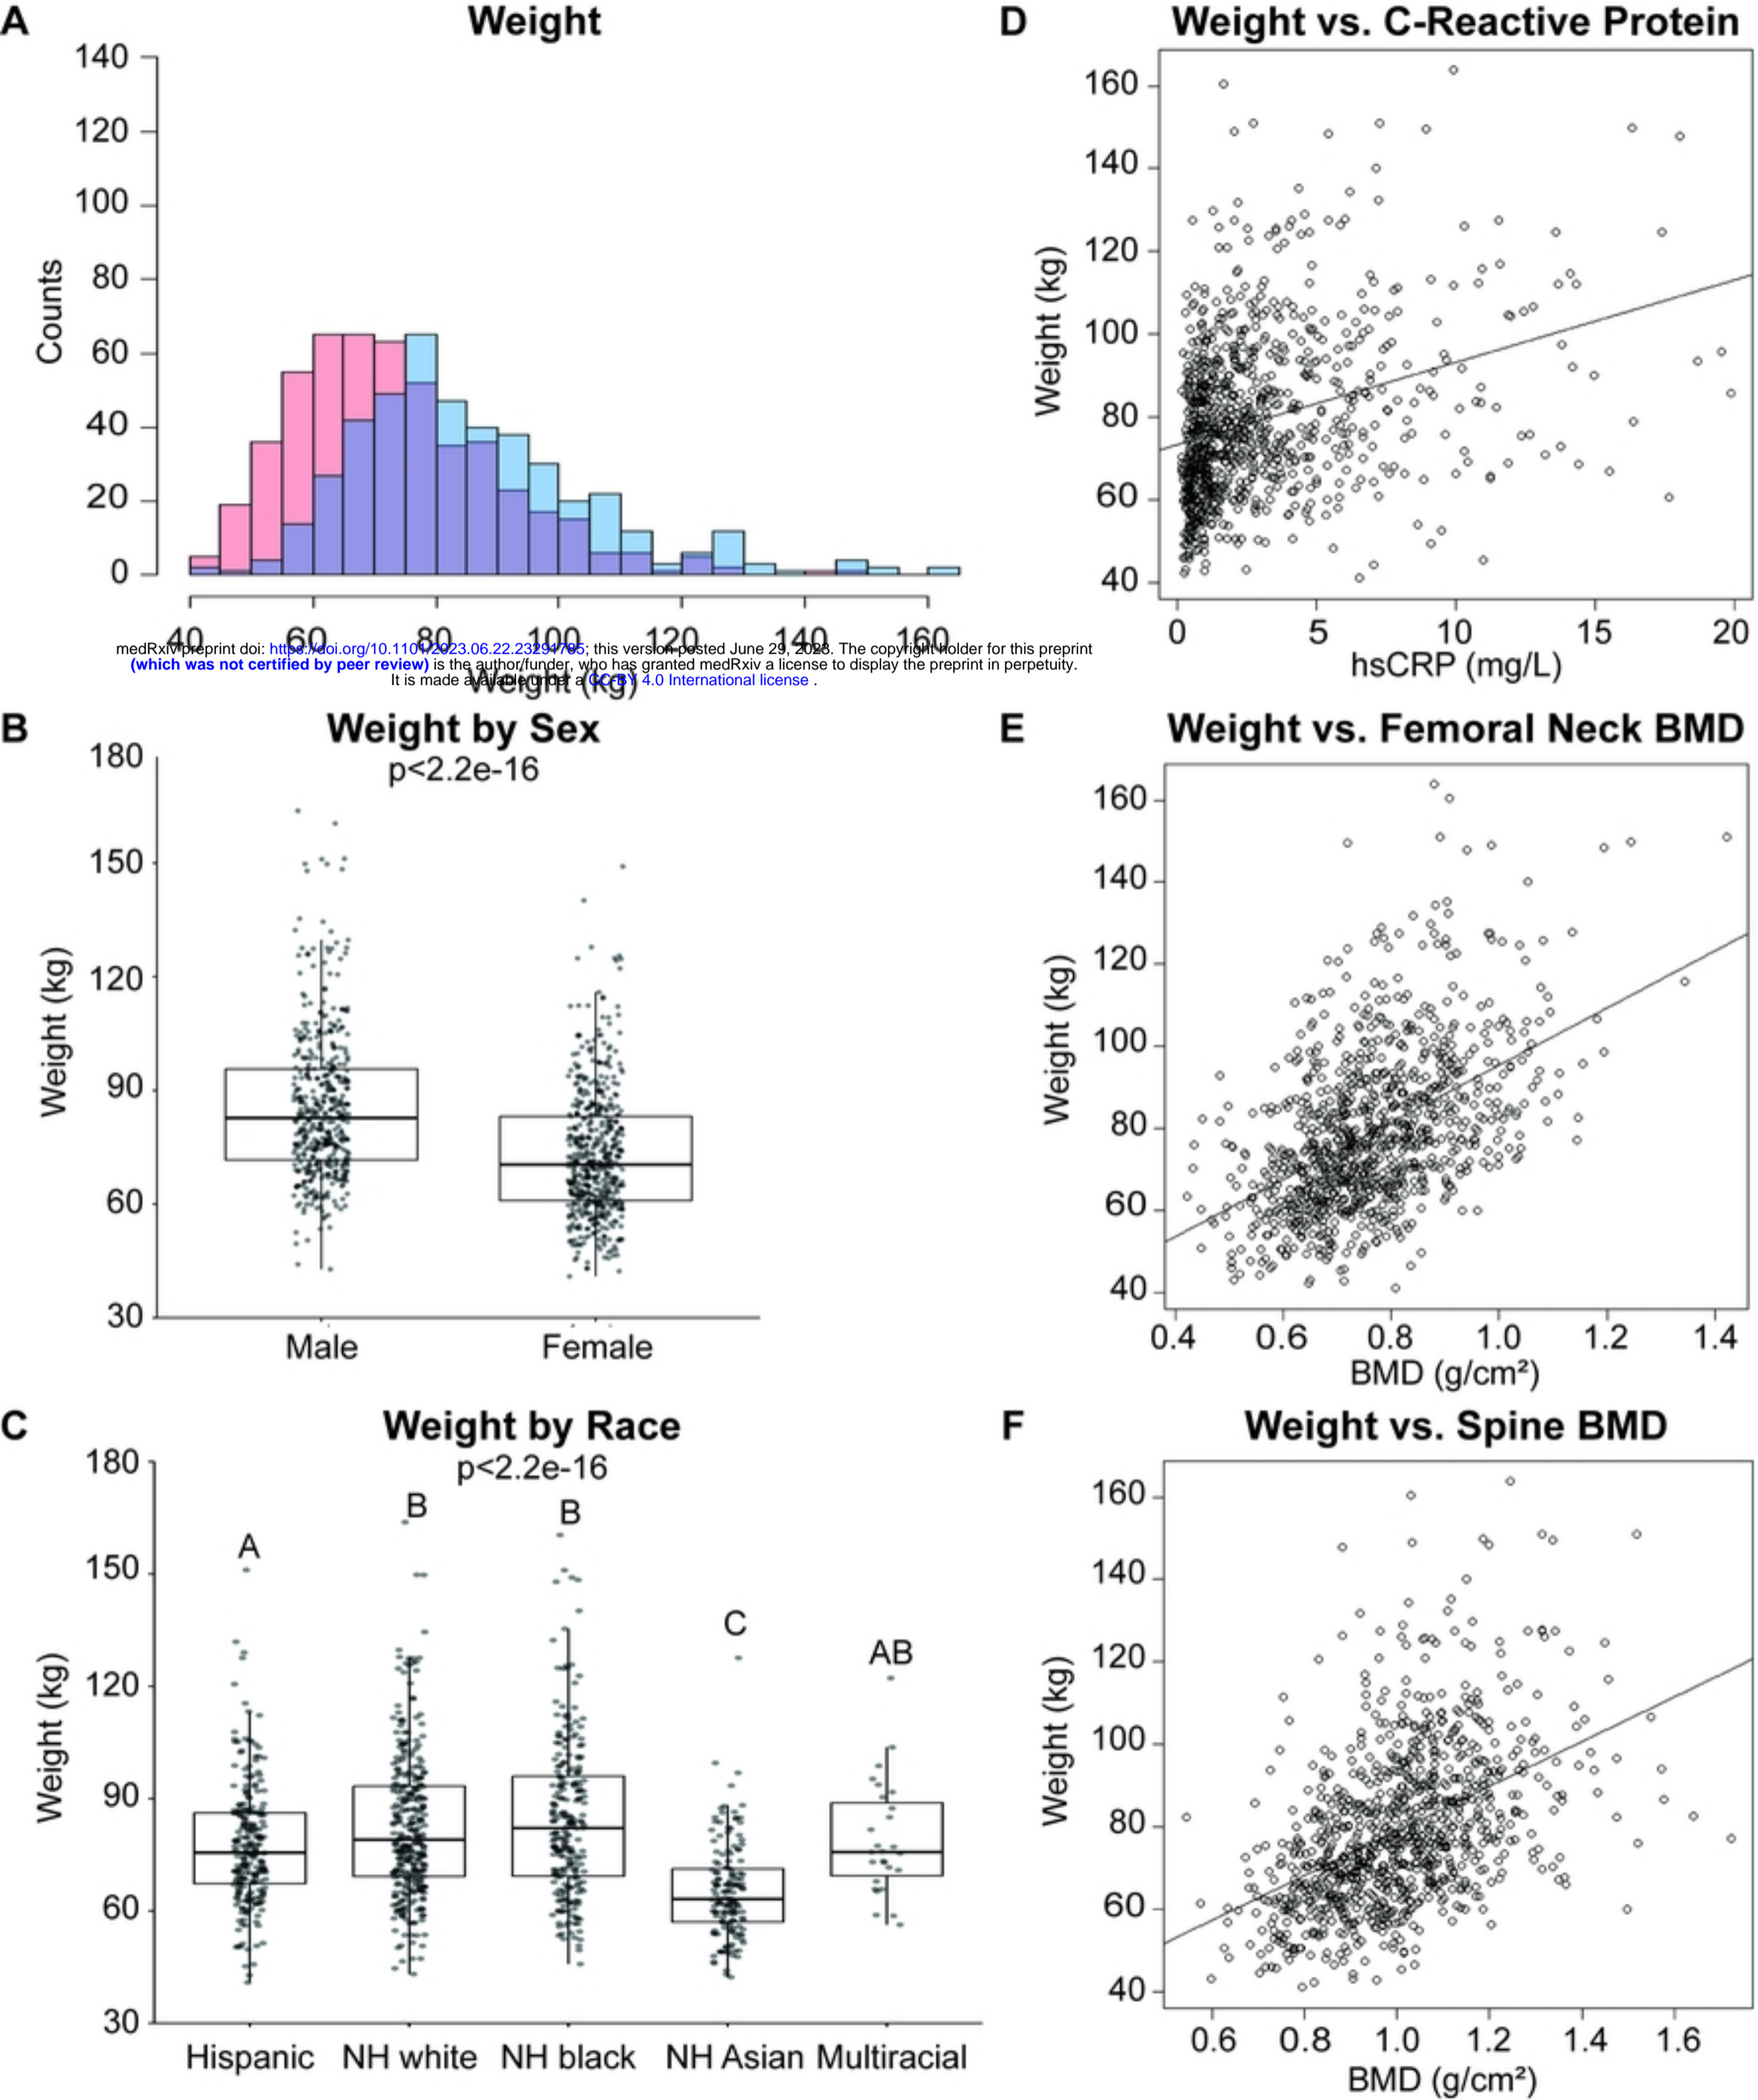 A
Weight
140
120
100
80
60
40
20
0
Counts
40 60 80 100 120 140 160
Weight (kg)
medRxiv preprint doi: https://doi.org/10.1101/2023.06.22.23291785; this version posted June 29, 2023. The copyright holder for this preprint
(which was not certified by peer review) is the author/funder, who has granted medRxiv a license to display the preprint in perpetuity.
It is made available under a CC-BY 4.0 International license .
D
Weight vs. C-Reactive Protein
160
140
120
100
80
60
40
Weight (kg)
0 5 10 15 20
hsCRP (mg/L)
B
Weight by Sex
p<2.2e-16
180
150
120
90
60
30
Weight (kg)
Male Female
E
Weight vs. Femoral Neck BMD
160
140
120
100
80
60
40
Weight (kg)
0.4 0.6 0.8 1.0 1.2 1.4
BMD (g/cm²)
C
Weight by Race
p<2.2e-16
180
150
120
90
60
30
Weight (kg)
A
B
B
C
AB
Hispanic NH white NH black NH Asian Multiracial
F
Weight vs. Spine BMD
160
140
120
100
80
60
40
Weight (kg)
0.6 0.8 1.0 1.2 1.4 1.6
BMD (g/cm²)